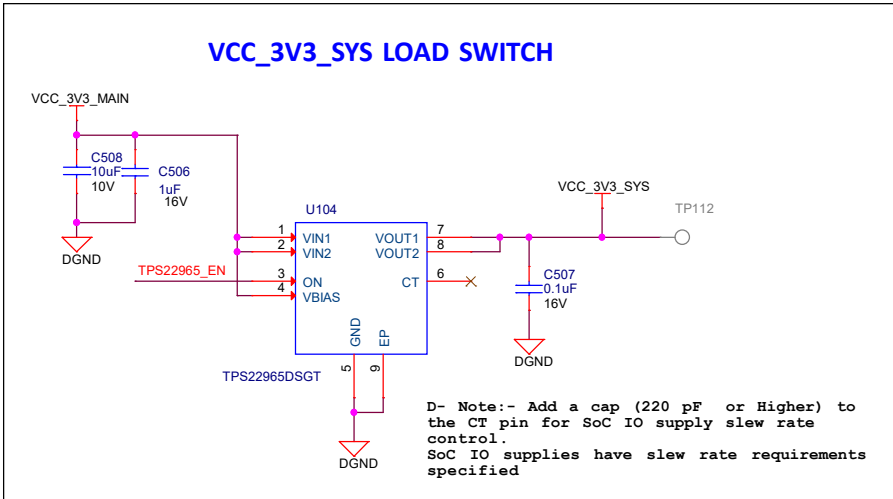 VCC_3V3_SYS LOAD SWITCH
VCC_3V3_MAIN
C508
10uF
10V
C506
1uF
16V
U104
VCC_3V3_SYS
TP112
1
2
3
4
VIN1
VIN2
ON
VBIAS
VOUT1
VOUT2
CT
7
8
6
TPS22965_EN
GND
EP
5
9
C507
0.1uF
16V
DGND
DGND
DGND
TPS22965DSGT
D- Note:- Add a cap (220 pF or Higher) to
the CT pin for SoC IO supply slew rate
control.
SoC IO supplies have slew rate requirements
specified